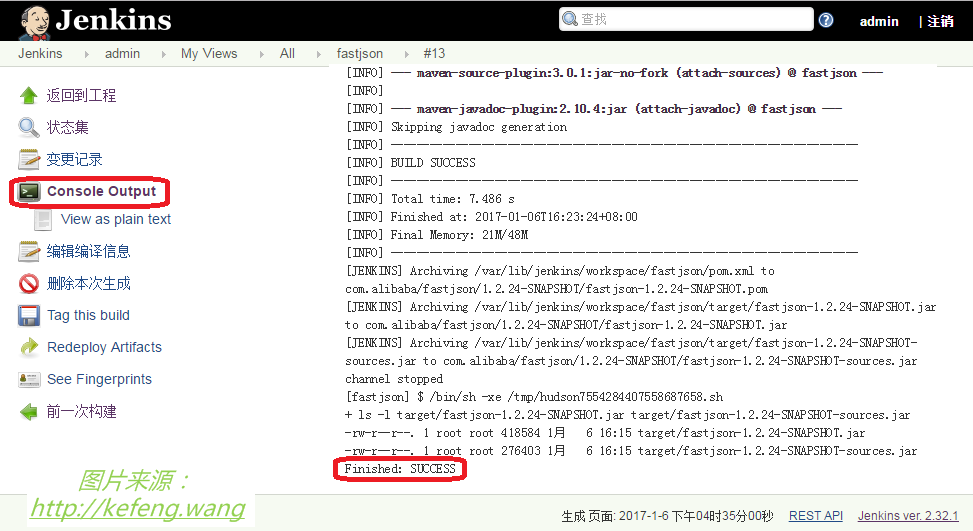 Jenkins
查找
admin
| 注销
Jenkins
admin
My Views
All
fastjson
#13
返回到工程
状态集
变更记录
Console Output
View as plain text
编辑编译信息
删除本次生成
Tag this build
Redeploy Artifacts
See Fingerprints
前一次构建
[INFO] --- maven-source-plugin:3.0.1:jar-no-fork (attach-sources) @ fastjson ---
[INFO]
[INFO] --- maven-javadoc-plugin:2.10.4:jar (attach-javadoc) @ fastjson ---
[INFO] Skipping javadoc generation
[INFO] ------------------------------------------------------------------------
[INFO] BUILD SUCCESS
[INFO] ------------------------------------------------------------------------
[INFO] Total time: 7.486 s
[INFO] Finished at: 2017-01-06T16:23:24+08:00
[INFO] Final Memory: 21M/48M
[INFO] ------------------------------------------------------------------------
[JENKINS] Archiving /var/lib/jenkins/workspace/fastjson/pom.xml to
com.alibaba/fastjson/1.2.24-SNAPSHOT/fastjson-1.2.24-SNAPSHOT.pom
[JENKINS] Archiving /var/lib/jenkins/workspace/fastjson/target/fastjson-1.2.24-SNAPSHOT.jar
to com.alibaba/fastjson/1.2.24-SNAPSHOT/fastjson-1.2.24-SNAPSHOT.jar
[JENKINS] Archiving /var/lib/jenkins/workspace/fastjson/target/fastjson-1.2.24-SNAPSHOT-
sources.jar to com.alibaba/fastjson/1.2.24-SNAPSHOT/fastjson-1.2.24-SNAPSHOT-sources.jar
channel stopped
[fastjson] $ /bin/sh -xe /tmp/hudson7554284407558687658.sh
+ ls -l target/fastjson-1.2.24-SNAPSHOT.jar target/fastjson-1.2.24-SNAPSHOT-sources.jar
-rw-r--r--. 1 root root 418584 1月 6 16:15 target/fastjson-1.2.24-SNAPSHOT.jar
-rw-r--r--. 1 root root 276403 1月 6 16:15 target/fastjson-1.2.24-SNAPSHOT-sources.jar
Finished: SUCCESS
图片来源：
http://kefeng.wang
生成 页面: 2017-1-6 下午04时35分00秒
REST API
Jenkins ver. 2.32.1